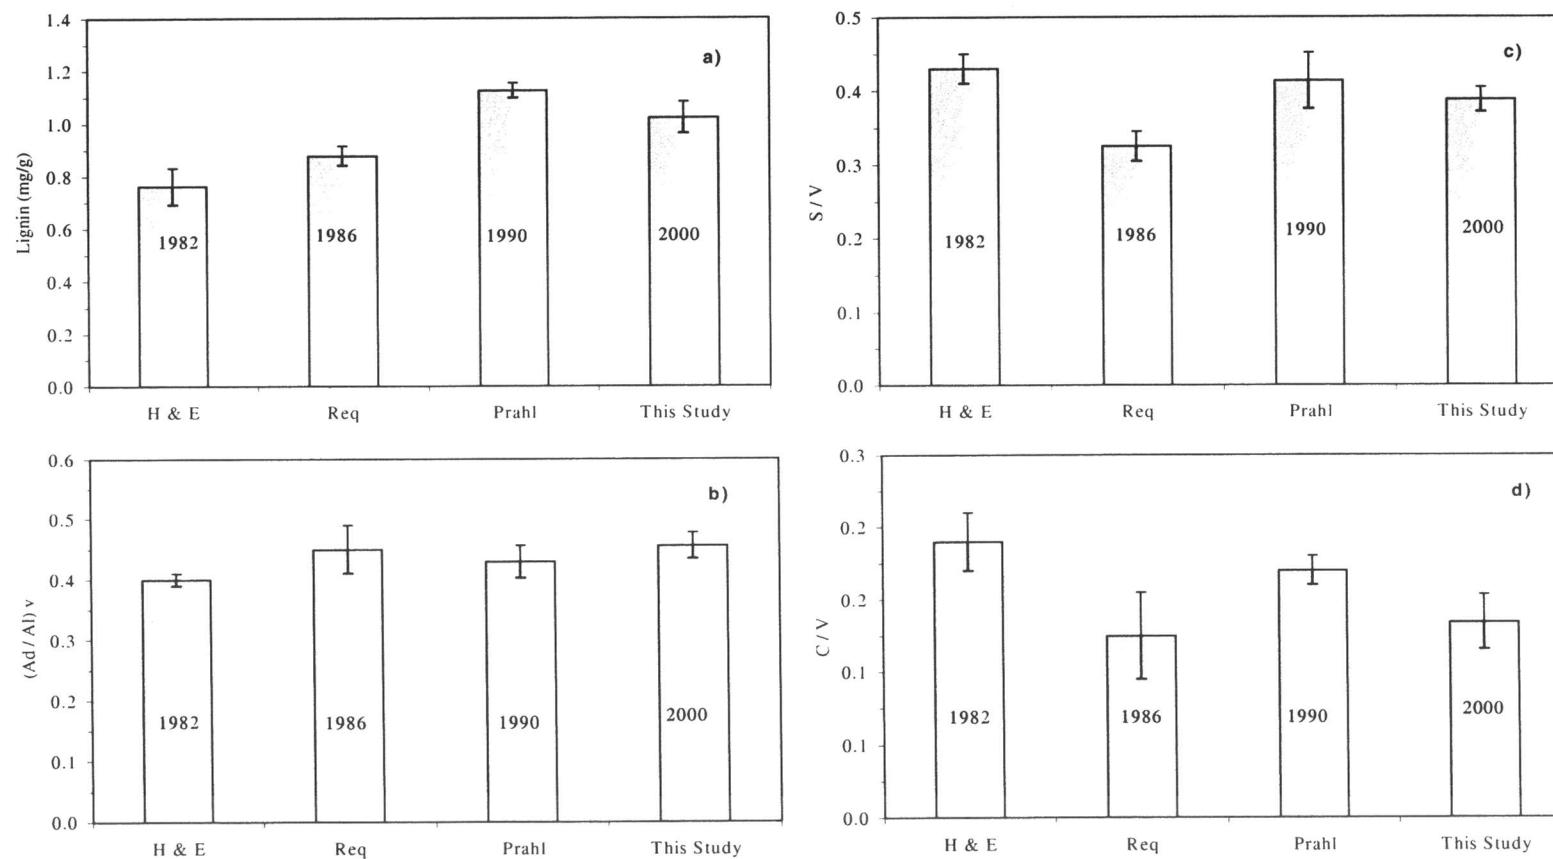 a)
Lignin (mg/g)
1.4
1.2
1.0
0.8
0.6
0.4
0.2
0.0
1982
1986
1990
2000
H & E
Req
Prahl
This Study
c)
S / V
0.5
0.4
0.3
0.2
0.1
0.0
1982
1986
1990
2000
H & E
Req
Prahl
This Study
b)
(Ad / Al) v
0.6
0.5
0.4
0.3
0.2
0.1
0.0
1982
1986
1990
2000
H & E
Req
Prahl
This Study
d)
C / V
0.3
0.2
0.2
0.1
0.1
0.0
1982
1986
1990
2000
H & E
Req
Prahl
This Study